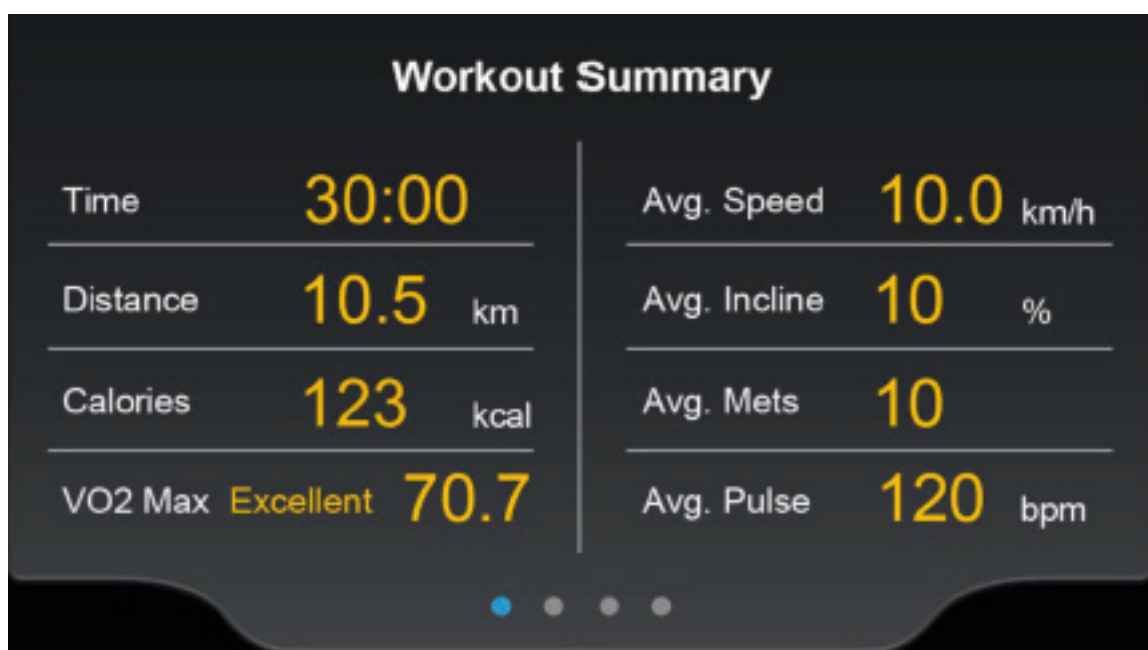 Workout Summary
Time 30:00
Distance 10.5 km
Calories 123 kcal
VO2 Max Excellent 70.7
Avg. Speed 10.0 km/h
Avg. Incline 10 %
Avg. Mets 10
Avg. Pulse 120 bpm